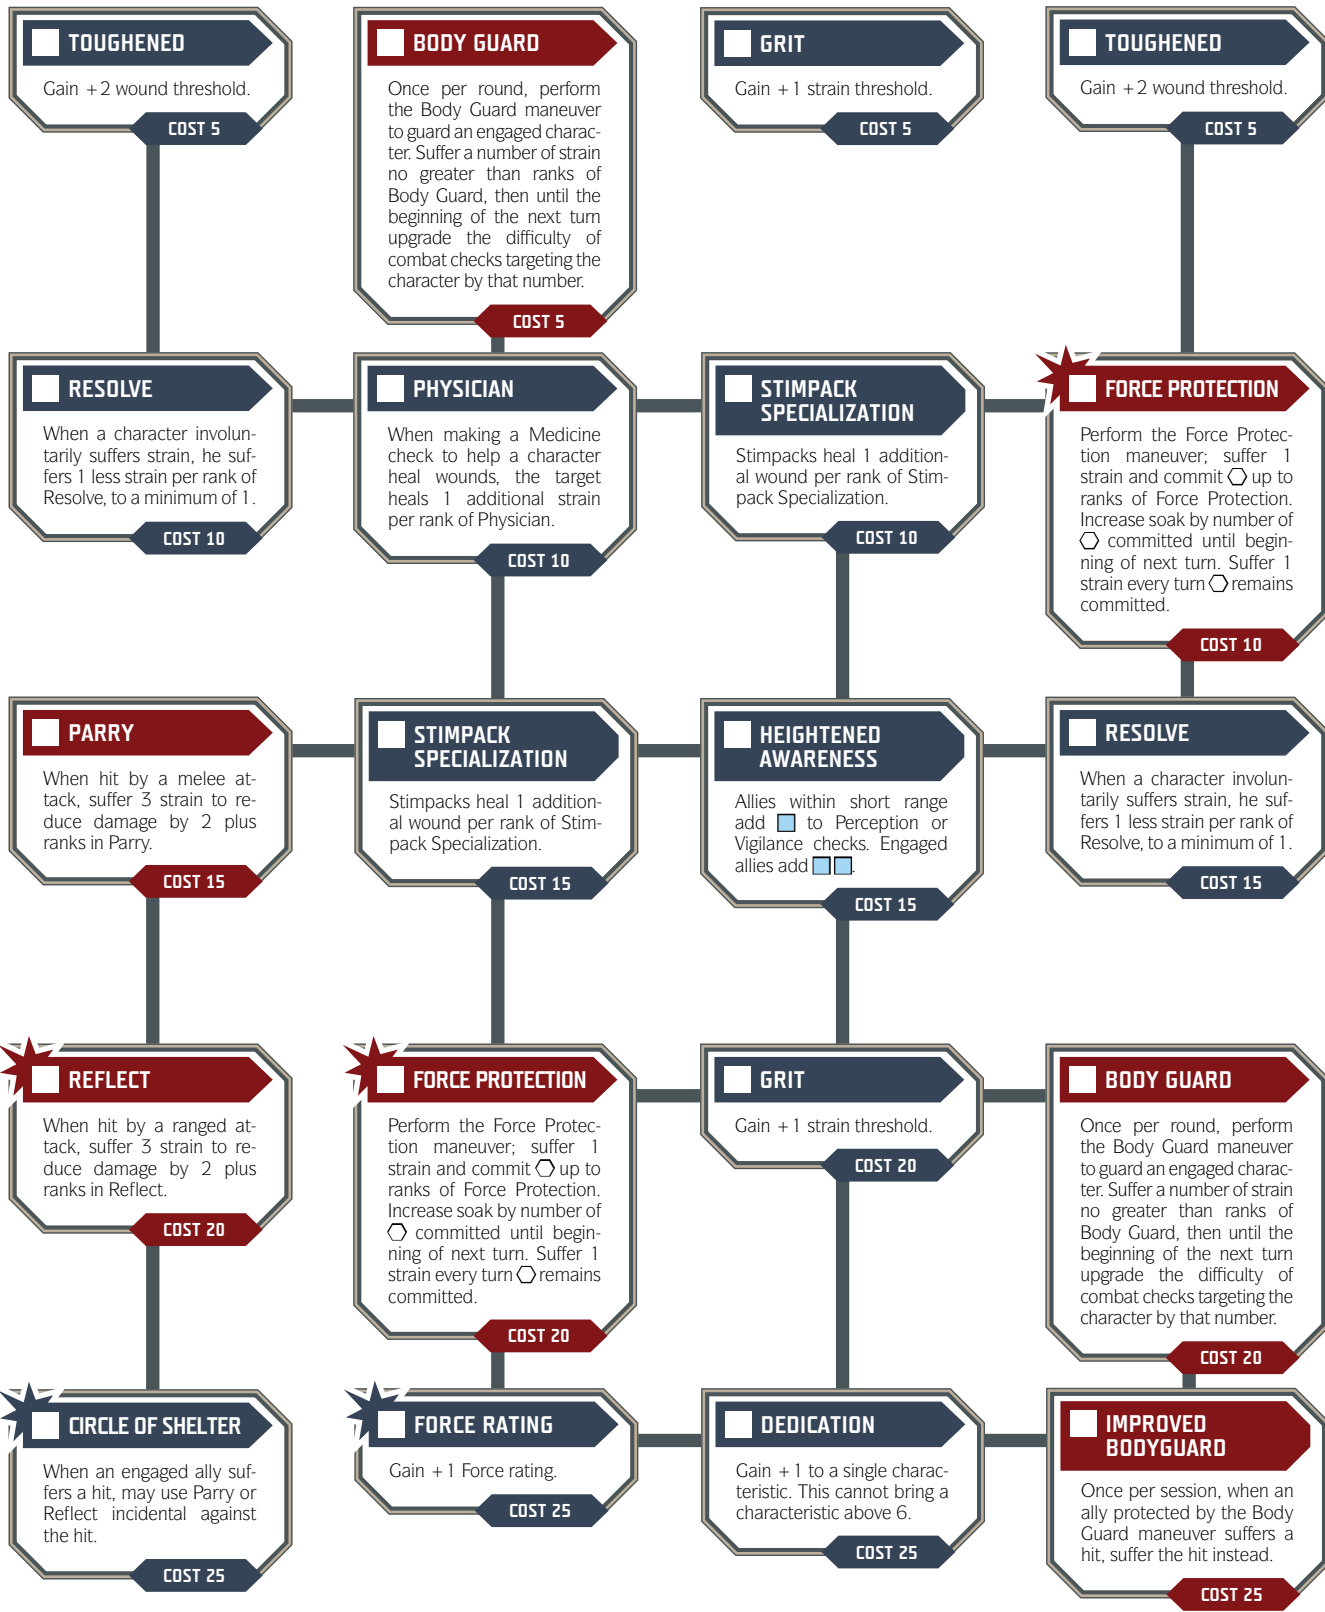 TOUGHENED
Gain +2 wound threshold.
COST 5
BODY GUARD
Once per round, perform
the Body Guard maneuver
to guard an engaged charac-
ter. Suffer a number of strain
no greater than ranks of
Body Guard, then until the
beginning of the next turn
upgrade the difficulty of
combat checks targeting the
character by that number.
COST 5
GRIT
Gain +1 strain threshold.
COST 5
TOUGHENED
Gain +2 wound threshold.
COST 5
RESOLVE
When a character involun-
tarily suffers strain, he suf-
fers 1 less strain per rank of
Resolve, to a minimum of 1.
COST 10
PHYSICIAN
When making a Medicine
check to help a character
heal wounds, the target
heals 1 additional strain
per rank of Physician.
COST 10
STIMPACK
SPECIALIZATION
Stimpacks heal 1 addition-
al wound per rank of Stim-
pack Specialization.
COST 10
FORCE PROTECTION
Perform the Force Protec-
tion maneuver; suffer 1
strain and commit up to
ranks of Force Protection.
Increase soak by number of
committed until begin-
ning of next turn. Suffer 1
strain every turn remains
committed.
COST 10
PARRY
When hit by a melee at-
tack, suffer 3 strain to re-
duce damage by 2 plus
ranks in Parry.
COST 15
STIMPACK
SPECIALIZATION
Stimpacks heal 1 addition-
al wound per rank of Stim-
pack Specialization.
COST 15
HEIGHTENED
AWARENESS
Allies within short range
add to Perception or
Vigilance checks. Engaged
allies add .
COST 15
RESOLVE
When a character involun-
tarily suffers strain, he suf-
fers 1 less strain per rank of
Resolve, to a minimum of 1.
COST 15
REFLECT
When hit by a ranged at-
tack, suffer 3 strain to re-
duce damage by 2 plus
ranks in Reflect.
COST 20
FORCE PROTECTION
Perform the Force Protec-
tion maneuver; suffer 1
strain and commit up to
ranks of Force Protection.
Increase soak by number of
committed until begin-
ning of next turn. Suffer 1
strain every turn remains
committed.
COST 20
GRIT
Gain +1 strain threshold.
COST 20
BODY GUARD
Once per round, perform
the Body Guard maneuver
to guard an engaged charac-
ter. Suffer a number of strain
no greater than ranks of
Body Guard, then until the
beginning of the next turn
upgrade the difficulty of
combat checks targeting the
character by that number.
COST 20
CIRCLE OF SHELTER
When an engaged ally suf-
fers a hit, may use Parry or
Reflect incidental against
the hit.
COST 25
FORCE RATING
Gain +1 Force rating.
COST 25
DEDICATION
Gain +1 to a single charac-
teristic. This cannot bring a
characteristic above 6.
COST 25
IMPROVED
BODYGUARD
Once per session, when an
ally protected by the Body
Guard maneuver suffers a
hit, suffer the hit instead.
COST 25